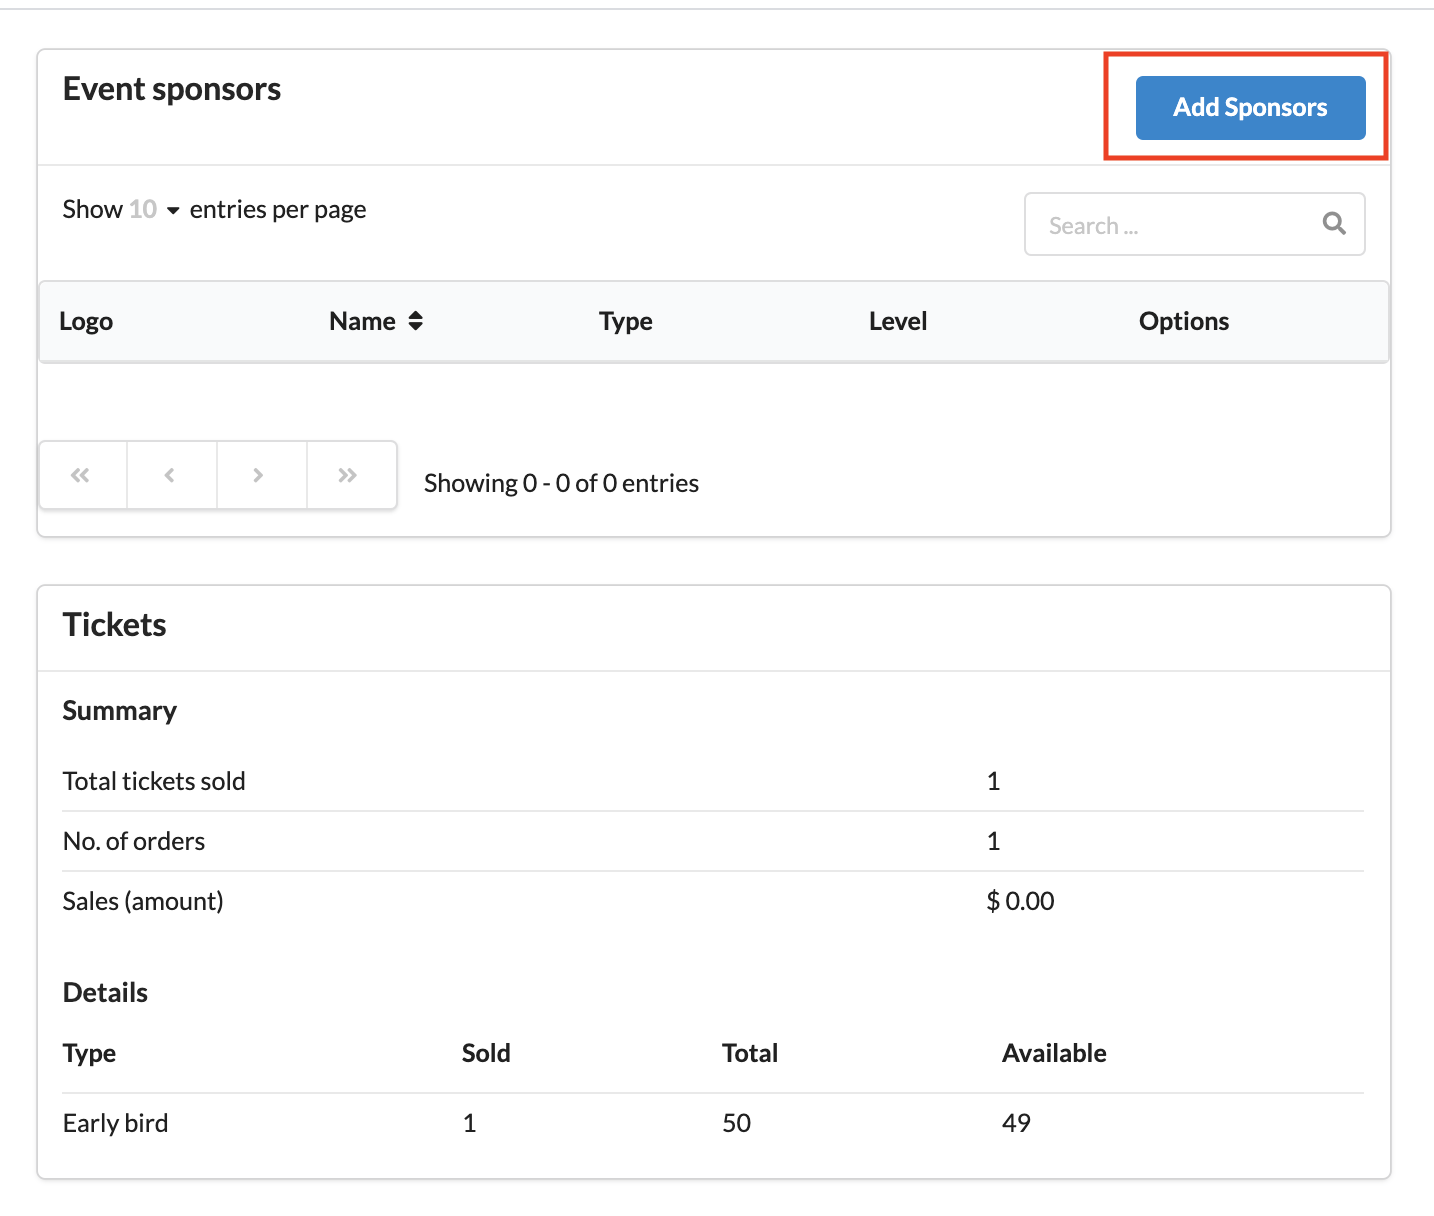 Event sponsors
Add Sponsors
Show 10 entries per page
Search ...
Logo Name Type Level Options
Showing 0 - 0 of 0 entries
Tickets
Summary
Total tickets sold 1
No. of orders 1
Sales (amount) $ 0.00
Details
Type Sold Total Available
Early bird 1 50 49